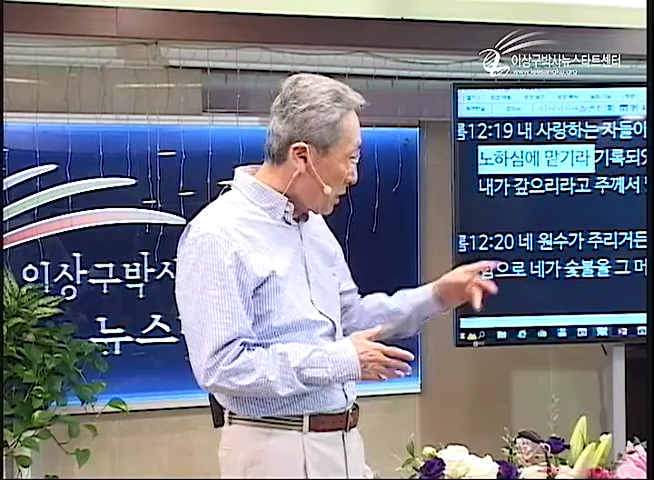 이상구박사뉴스타트센터
www.leesangku.org
롬12:19 내 사랑하는 자들아
노하심에 맡기라 기록되
내가 갚으리라고 주께서
롬12:20 네 원수가 주리거든
으로 네가 숯불을 그 머
이상구박사
뉴스